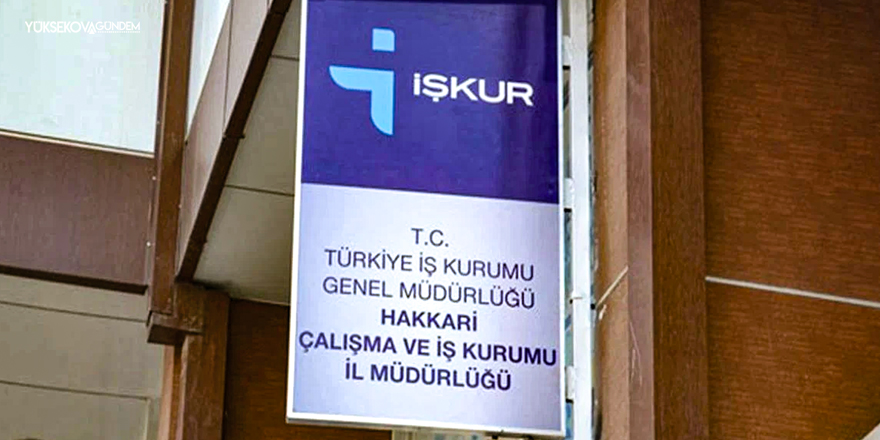 YÜKSEKOVAGÜNDEM
İŞKUR
T.C.
TÜRKİYE İŞ KURUMU
GENEL MÜDÜRLÜĞÜ
HAKKARİ
ÇALIŞMA VE İŞ KURUMU
İL MÜDÜRLÜĞÜ